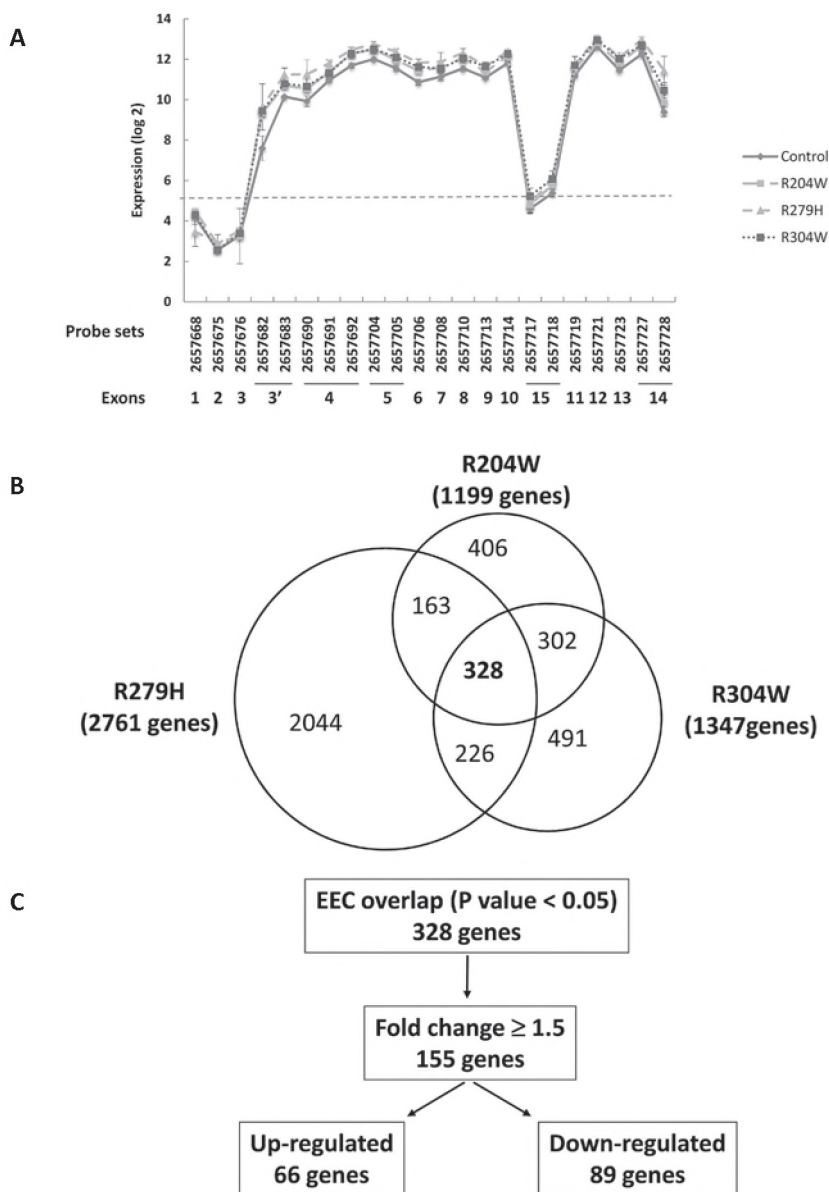 A
14
12
10
8
6
4
2
0
Expression (log 2)
Control
R204W
R279H
R304W
Probe sets
2657668
2657675
2657676
2657682
2657683
2657690
2657691
2657692
2657704
2657705
2657706
2657708
2657710
2657713
2657714
2657717
2657718
2657719
2657721
2657723
2657727
2657728
Exons 1 2 3 3’ 4 5 6 7 8 9 10 15 11 12 13 14
B
R204W
(1199 genes)
406
163
302
328
R279H
(2761 genes)
2044
R304W
(1347genes)
226
491
C
EEC overlap (P value < 0.05)
328 genes
Fold change ≥ 1.5
155 genes
Up-regulated
66 genes
Down-regulated
89 genes